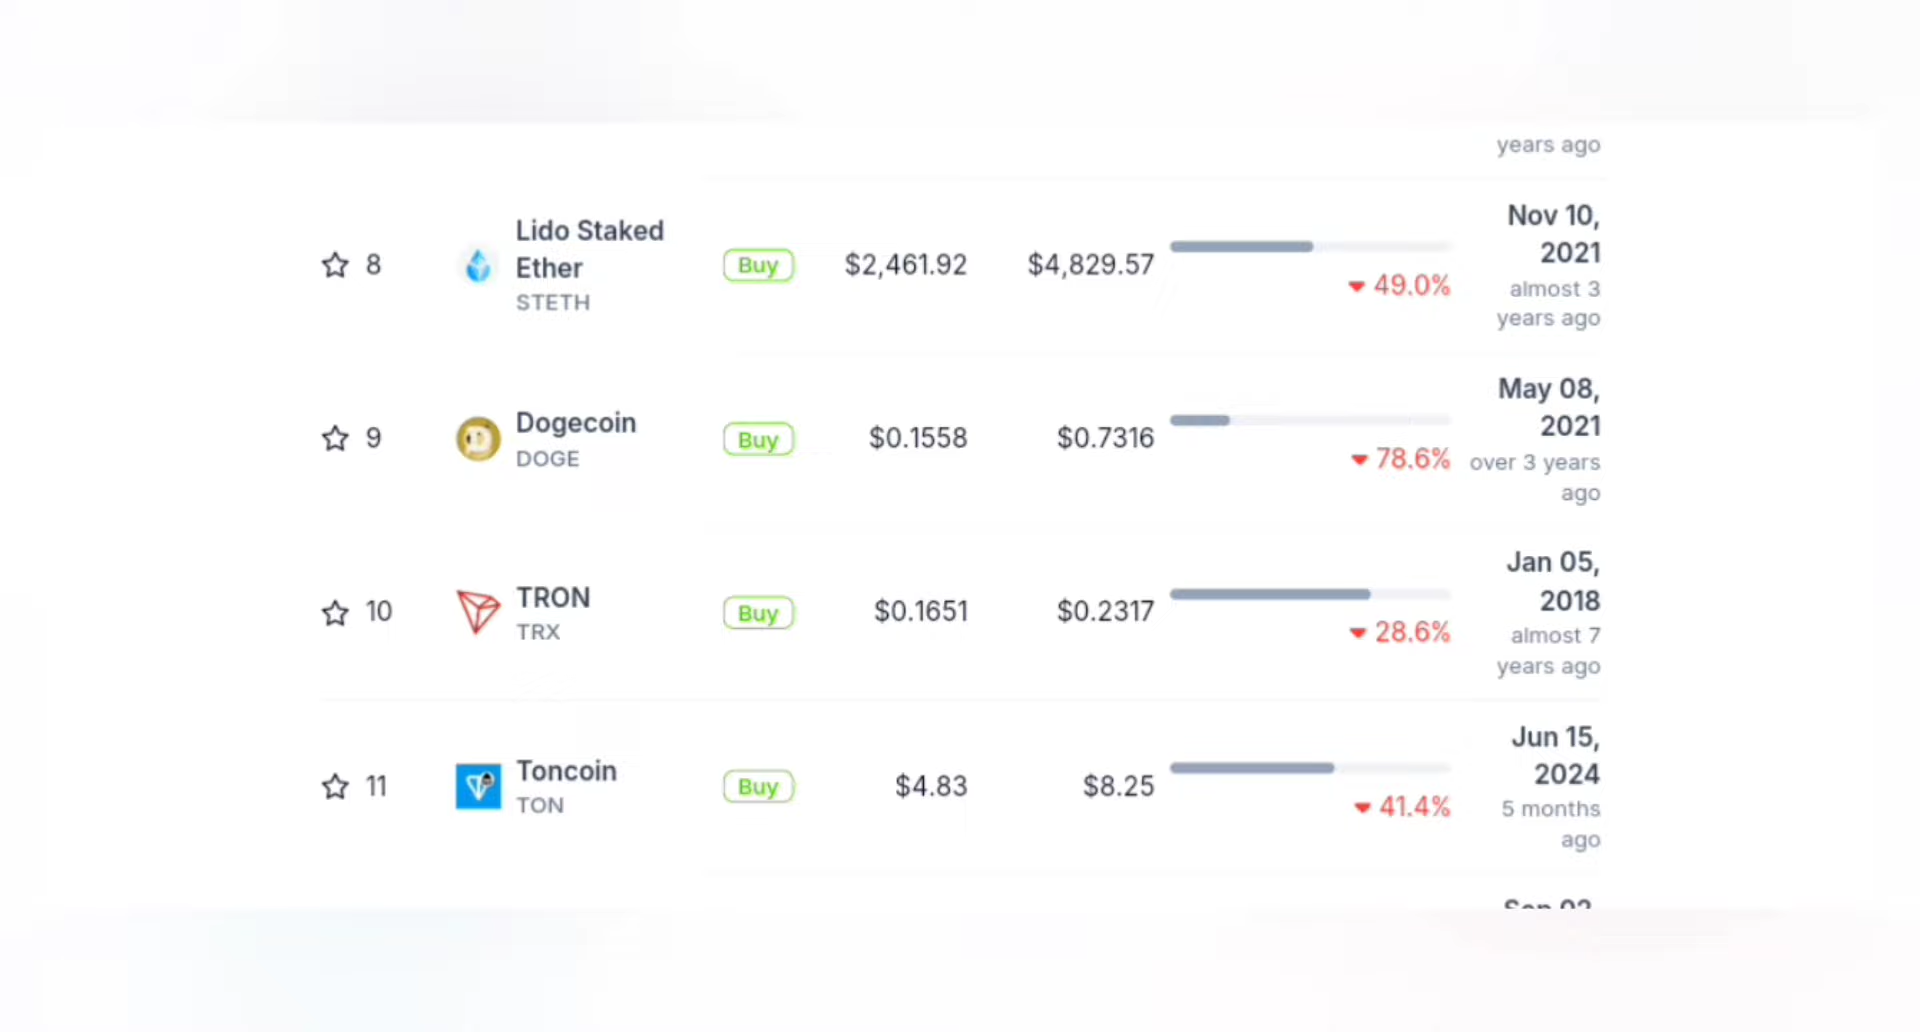 years ago
8
Lido Staked
Ether
STETH
Buy
$2,461.92
$4,829.57
49.0%
Nov 10,
2021
almost 3
years ago
9
Dogecoin
DOGE
Buy
$0.1558
$0.7316
78.6%
May 08,
2021
over 3 years
ago
10
TRON
TRX
Buy
$0.1651
$0.2317
28.6%
Jan 05,
2018
almost 7
years ago
11
Toncoin
TON
Buy
$4.83
$8.25
41.4%
Jun 15,
2024
5 months
ago